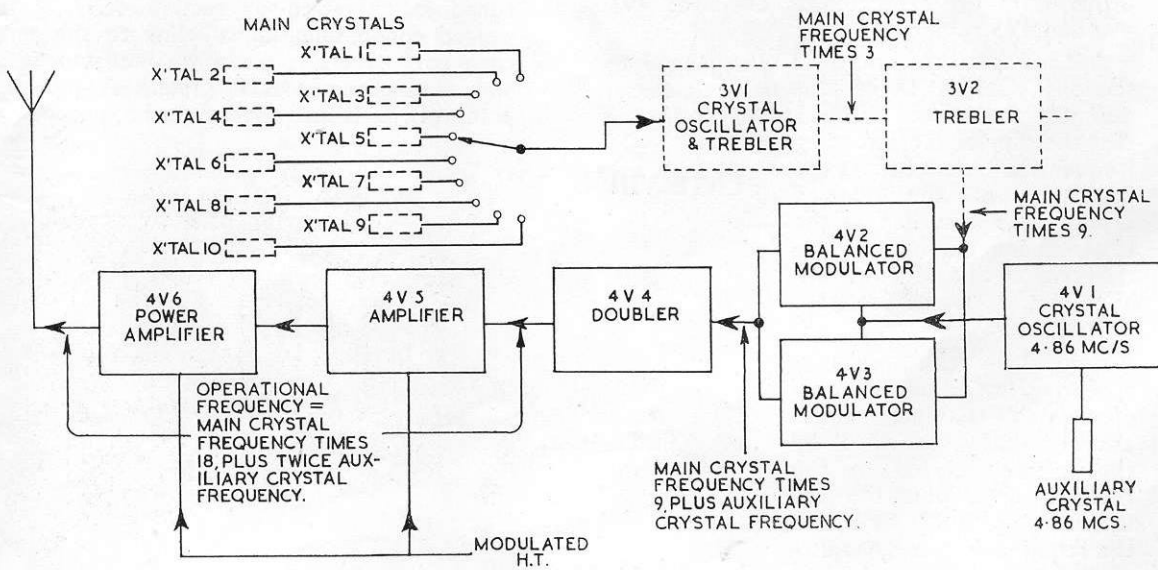 MAIN CRYSTALS
X'TAL 1
X'TAL 2
X'TAL 3
X'TAL 4
X'TAL 5
X'TAL 6
X'TAL 7
X'TAL 8
X'TAL 9
X'TAL 10
MAIN CRYSTAL
FREQUENCY
TIMES 3
3V1
CRYSTAL
OSCILLATOR
& TREBLER
3V2
TREBLER
MAIN CRYSTAL
FREQUENCY
TIMES 9.
4V6
POWER
AMPLIFIER
4V5
AMPLIFIER
4V4
DOUBLER
4V2
BALANCED
MODULATOR
4V3
BALANCED
MODULATOR
4V1
CRYSTAL
OSCILLATOR
4·86 MC/S
OPERATIONAL
FREQUENCY =
MAIN CRYSTAL
FREQUENCY TIMES
18, PLUS TWICE AUX-
ILIARY CRYSTAL
FREQUENCY.
MAIN CRYSTAL
FREQUENCY TIMES
9, PLUS AUXILIARY
CRYSTAL FREQUENCY.
AUXILIARY
CRYSTAL
4·86 MCS.
MODULATED
H.T.